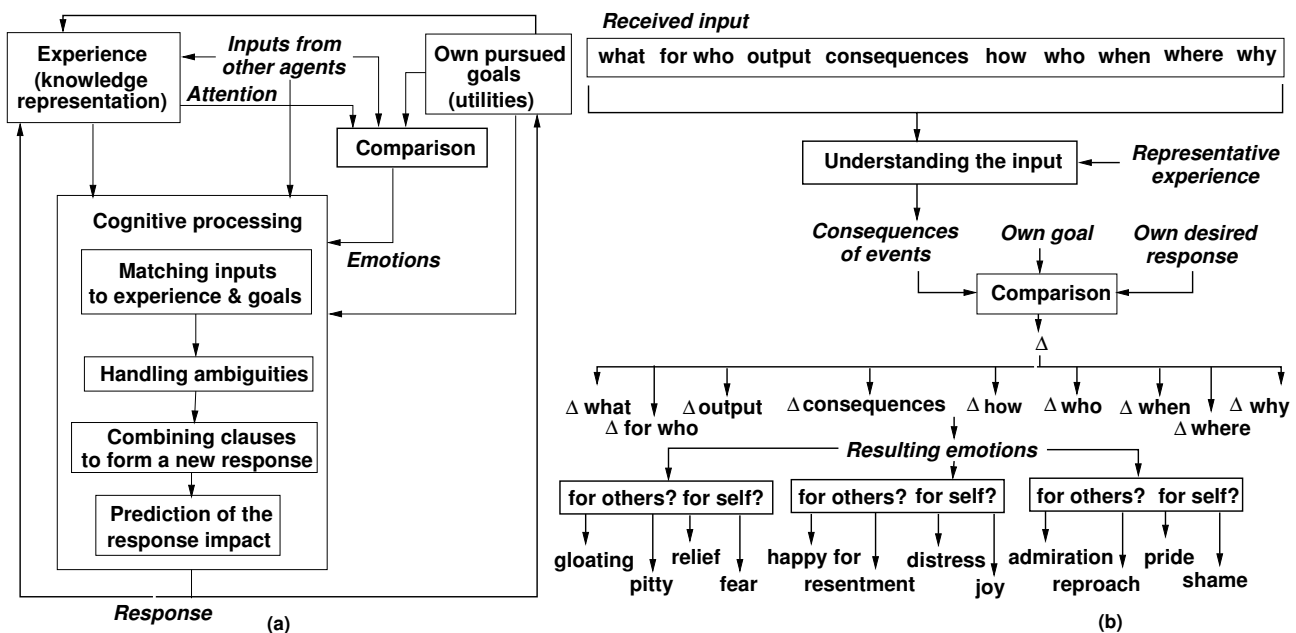 Experience
(knowledge
representation)
Inputs from
other agents
Own pursued
goals
(utilities)
Attention
Comparison
Cognitive processing
Emotions
Matching inputs
to experience & goals
Handling ambiguities
Combining clauses
to form a new response
Prediction of the
response impact
Response
(a)
Received input
what for who output consequences how who when where why
Understanding the input
Representative
experience
Consequences
of events
Own goal
Own desired
response
Comparison
Δ
Δ what
Δ for who
Δ output
Δ consequences
Δ how
Δ who
Δ when
Δ where
Δ why
Resulting emotions
for others? for self?
for others? for self?
for others? for self?
gloating
pitty
relief
fear
happy for
resentment
distress
joy
admiration
reproach
pride
shame
(b)